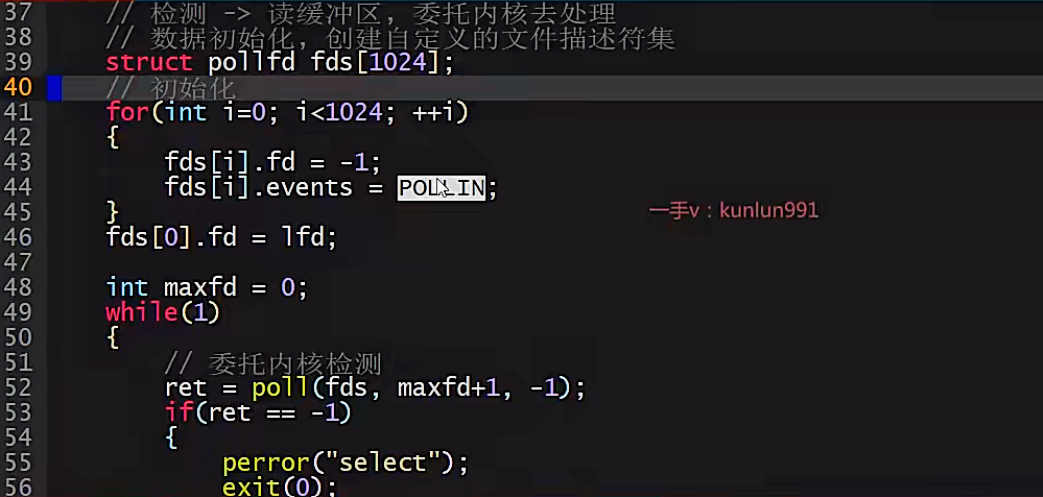 37 // 检测 -> 读缓冲区，委托内核去处理
38 // 数据初始化，创建自定义的文件描述符集
39 struct pollfd fds[1024];
40 // 初始化
41 for(int i=0; i<1024; ++i)
42 {
43 fds[i].fd = -1;
44 fds[i].events = POLLIN;
45 }
一手v：kunlun991
46 fds[0].fd = lfd;
47
48 int maxfd = 0;
49 while(1)
50 {
51 // 委托内核检测
52 ret = poll(fds, maxfd+1, -1);
53 if(ret == -1)
54 {
55 perror("select");
56 exit(0);